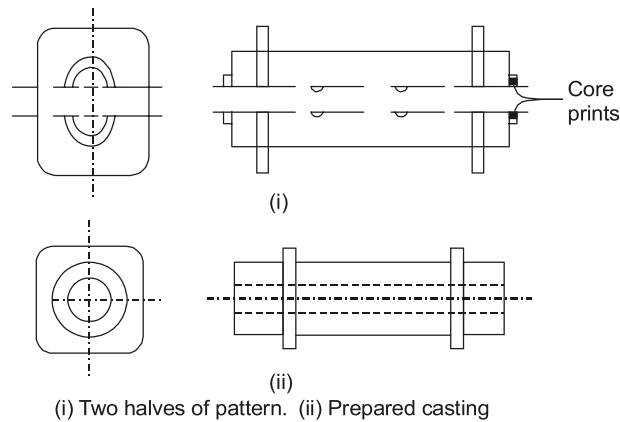 Core
prints
(i)
(ii)
(i) Two halves of pattern. (ii) Prepared casting